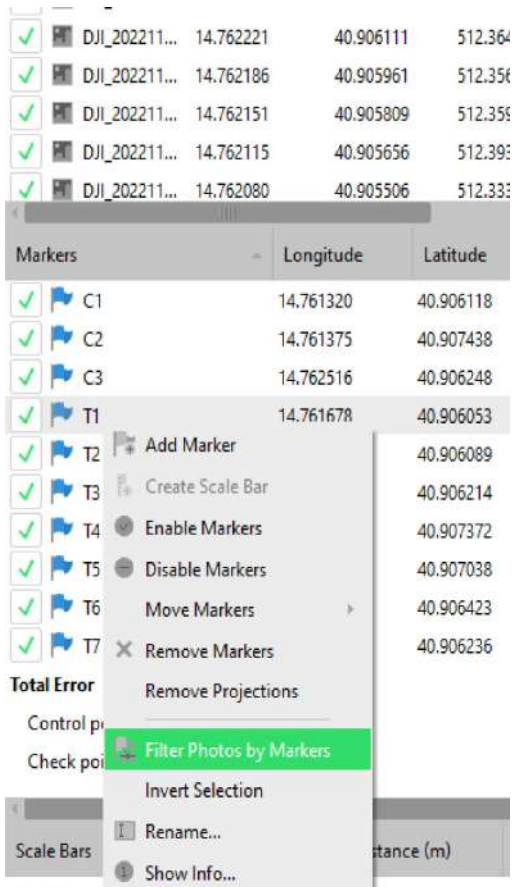 DJI_202211... 14.762221 40.906111 512.364
DJI_202211... 14.762186 40.905961 512.356
DJI_202211... 14.762151 40.905809 512.359
DJI_202211... 14.762115 40.905656 512.393
DJI_202211... 14.762080 40.905506 512.333
Markers Longitude Latitude
C1 14.761320 40.906118
C2 14.761375 40.907438
C3 14.762516 40.906248
T1 14.761678 40.906053
T2 40.906089
T3 40.906214
T4 40.907372
T5 40.907038
T6 40.906423
T7 40.906236
Add Marker
Create Scale Bar
Enable Markers
Disable Markers
Move Markers
Remove Markers
Remove Projections
Filter Photos by Markers
Invert Selection
Rename...
Show Info...
Total Error
Control p
Check poi
Scale Bars stance (m)